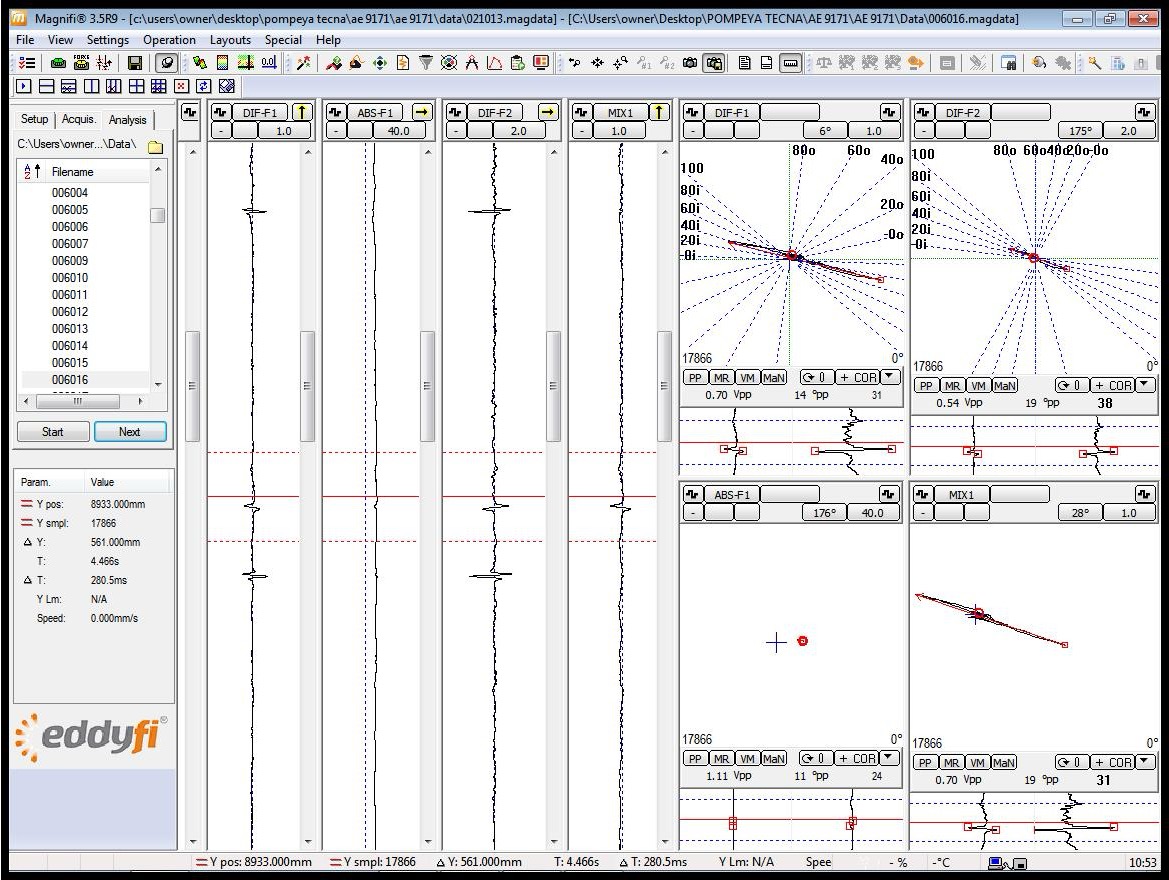 Magnifi® 3.5R9 - [c:\users\owner\desktop\pompeya tecna\ae 9171\ae 9171\data\021013.magdata] - [C:\Users\owner\Desktop\POMPEYA TECNA\AE 9171\AE 9171\Data\006016.magdata]
File View Settings Operation Layouts Special Help
Setup Acquis. Analysis
C:\Users\owner...\Data\
Filename
006004
006005
006006
006007
006009
006010
006011
006012
006013
006014
006015
006016
Start Next
Param. Value
Y pos: 8933.000mm
Y smpl: 17866
Δ Y: 561.000mm
T: 4.466s
Δ T: 280.5ms
Y Lm: N/A
Speed: 0.000mm/s
eddyfi®
DIF-F1
- 1.0
ABS-F1
- 40.0
DIF-F2
- 2.0
MIX1
- 1.0
DIF-F1
- 6° 1.0
80o 60o 40o
100
80i
60i 20o
40i
20i -0o
0i
17866 0°
PP MR VM MaN 0 + COR
0.70 Vpp 14 °pp 31
DIF-F2
- 175° 2.0
100 80o 60o 40o 20o -0o
80i
60i
40i
20i
0i
17866 0°
PP MR VM MaN 0 + COR
0.54 Vpp 19 °pp 38
ABS-F1
- 176° 40.0
17866 0°
PP MR VM MaN 0 + COR
1.11 Vpp 11 °pp 24
MIX1
- 28° 1.0
17866 0°
PP MR VM MaN 0 + COR
0.70 Vpp 19 °pp 31
Y pos: 8933.000mm Y smpl: 17866 Δ Y: 561.000mm T: 4.466s Δ T: 280.5ms Y Lm: N/A Spee - % -°C 10:53